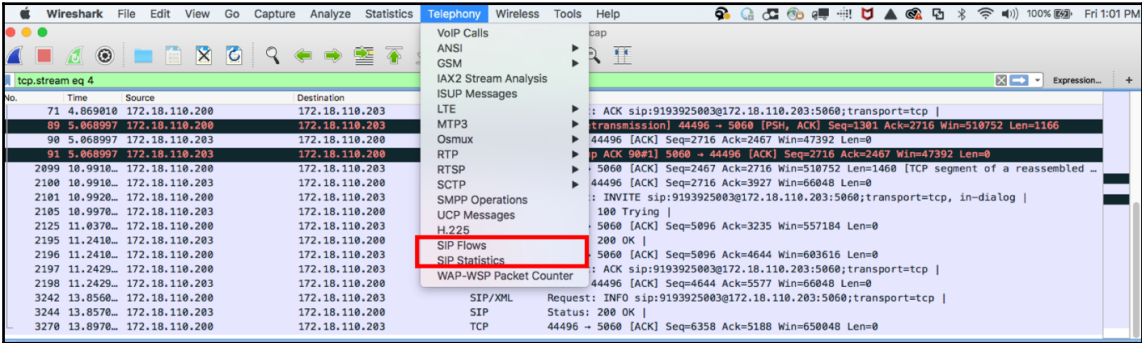 Wireshark File Edit View Go Capture Analyze Statistics Telephony Wireless Tools Help 100% Fri 1:01 PM
cap
VoIP Calls
ANSI
GSM
IAX2 Stream Analysis
ISUP Messages
LTE
MTP3
Osmux
RTP
RTSP
SCTP
SMPP Operations
UCP Messages
H.225
SIP Flows
SIP Statistics
WAP-WSP Packet Counter
tcp.stream eq 4 Expression... +
No. Time Source Destination
71 4.869010 172.18.110.200 172.18.110.203 : ACK sip:9193925003@172.18.110.203:5060;transport=tcp |
89 5.068997 172.18.110.200 172.18.110.203 transmission] 44496 → 5060 [PSH, ACK] Seq=1301 Ack=2716 Win=510752 Len=1166
90 5.068997 172.18.110.203 172.18.110.200 44496 [ACK] Seq=2716 Ack=2467 Win=47392 Len=0
91 5.068997 172.18.110.203 172.18.110.200 p ACK 90#1] 5060 → 44496 [ACK] Seq=2716 Ack=2467 Win=47392 Len=0
2099 10.9910… 172.18.110.200 172.18.110.203 5060 [ACK] Seq=2467 Ack=2716 Win=510752 Len=1460 [TCP segment of a reassembled …
2100 10.9910… 172.18.110.203 172.18.110.200 44496 [ACK] Seq=2716 Ack=3927 Win=66048 Len=0
2101 10.9920… 172.18.110.200 172.18.110.203 : INVITE sip:9193925003@172.18.110.203:5060;transport=tcp, in-dialog |
2105 10.9970… 172.18.110.203 172.18.110.200 100 Trying |
2125 11.0370… 172.18.110.200 172.18.110.203 5060 [ACK] Seq=5096 Ack=3235 Win=557184 Len=0
2195 11.2410… 172.18.110.203 172.18.110.200 200 OK |
2196 11.2410… 172.18.110.200 172.18.110.203 5060 [ACK] Seq=5096 Ack=4644 Win=603616 Len=0
2197 11.2429… 172.18.110.200 172.18.110.203 : ACK sip:9193925003@172.18.110.203:5060;transport=tcp |
2198 11.2429… 172.18.110.203 172.18.110.200 44496 [ACK] Seq=4644 Ack=5577 Win=66048 Len=0
3242 13.8560… 172.18.110.200 172.18.110.203 SIP/XML Request: INFO sip:9193925003@172.18.110.203:5060;transport=tcp |
3244 13.8570… 172.18.110.203 172.18.110.200 SIP Status: 200 OK |
3270 13.8970… 172.18.110.200 172.18.110.203 TCP 44496 → 5060 [ACK] Seq=6358 Ack=5188 Win=650048 Len=0